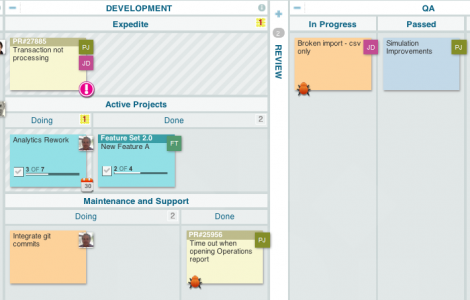 DEVELOPMENT
Expedite
1
PR#27885
Transaction not
processing
PJ
JD
Active Projects
Doing
1
Done
2
Analytics Rework
3 OF 7
30
Feature Set 2.0
New Feature A
FT
2 OF 4
Maintenance and Support
Doing
2
Done
Integrate git
commits
PR#25956
Time out when
opening Operations
report
PJ
2
REVIEW
QA
In Progress
Passed
Broken import - csv
only
JD
Simulation
Improvements
PJ